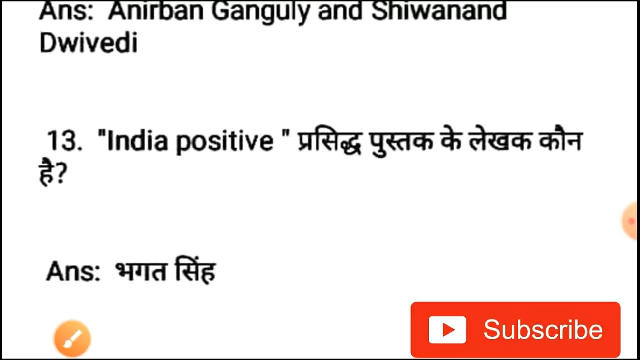 Ans: Anirban Ganguly and Shiwanand
Dwivedi
13. "India positive " प्रसिद्ध पुस्तक के लेखक कौन
है?
Ans: भगत सिंह
Subscribe